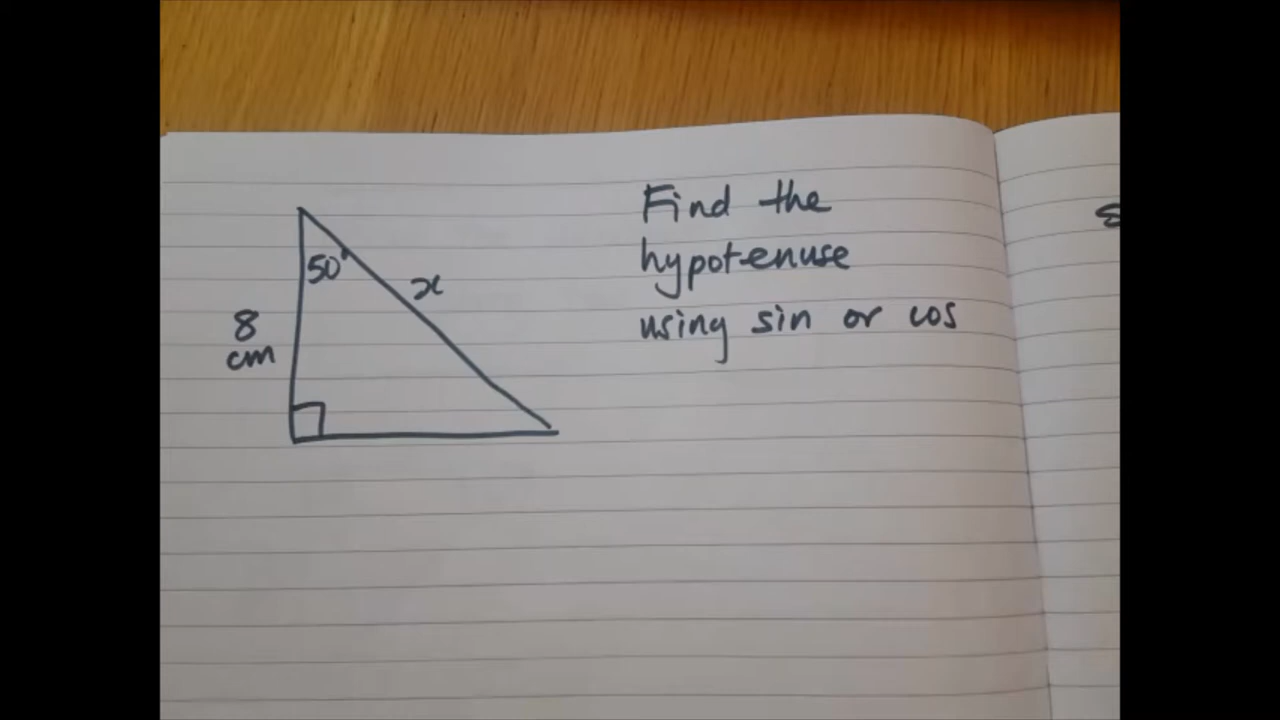 Find the
hypotenuse
using sin or cos
50°
x
8
cm